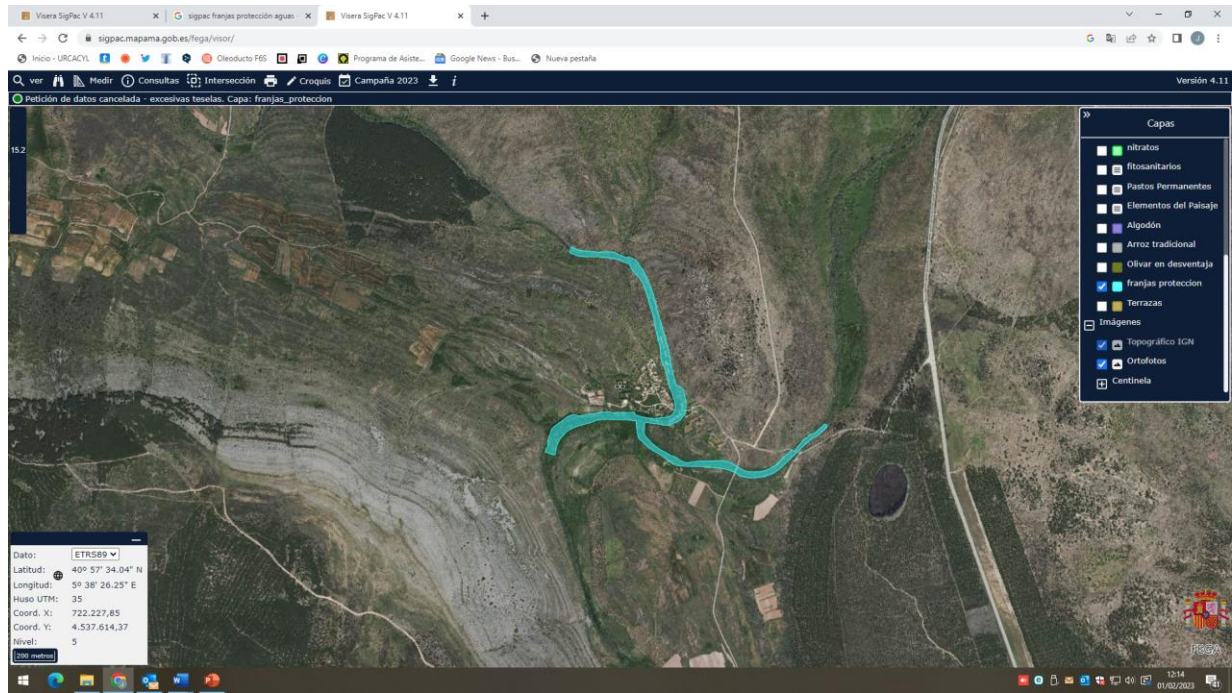 Visera SigPac V 4.11
sigpac franjas protección aguas
Visera SigPac V 4.11
sigpac.mapama.gob.es/fega/visor/
Inicio - URCACYL
Oleoducto F6S
Programa de Asiste...
Google News - Bus...
Nueva pestaña
ver Medir Consultas Intersección Croquis Campaña 2023 Versión 4.11
Petición de datos cancelada - excesivas teselas. Capa: franjas_proteccion
15.2
Capas
nitratos
fitosanitarios
Pastos Permanentes
Elementos del Paisaje
Algodón
Arroz tradicional
Olivar en desventaja
franjas proteccion
Terrazas
Imágenes
Topográfico IGN
Ortofotos
Centinela
Dato: ETRS89
Latitud: 40º 57' 34.04" N
Longitud: 5º 38' 26.25" E
Huso UTM: 35
Coord. X: 722.227,85
Coord. Y: 4.537.614,37
Nivel: 5
200 metros
FEGA
12:14
01/02/2023